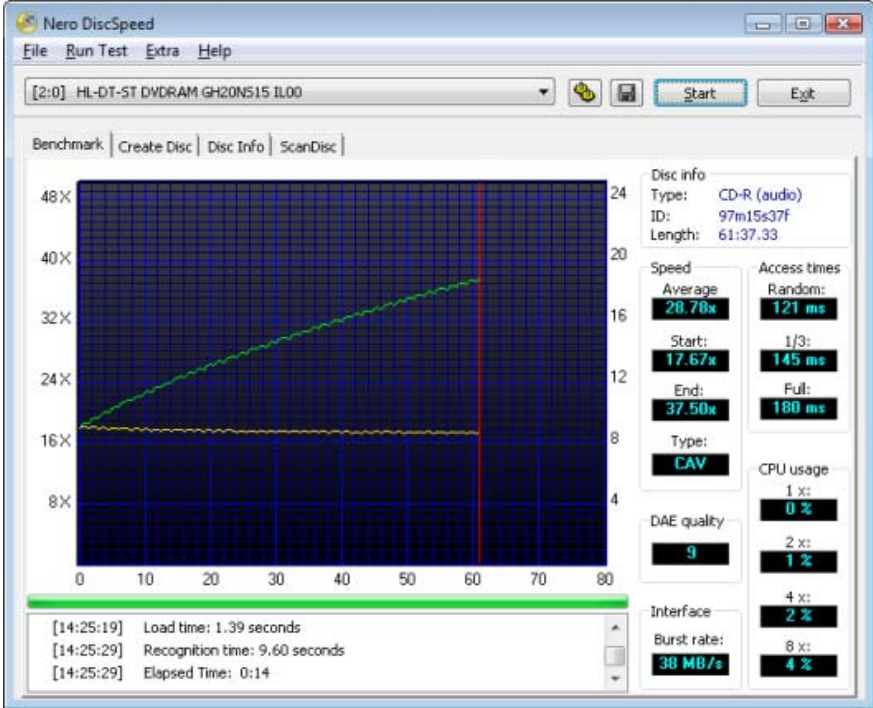 Nero DiscSpeed
File Run Test Extra Help
[2:0] HL-DT-ST DVDRAM GH20NS15 IL00
Start
Exit
Benchmark Create Disc Disc Info ScanDisc
48X
40X
32X
24X
16X
8X
24
20
16
12
8
4
0 10 20 30 40 50 60 70 80
Disc info
Type: CD-R (audio)
ID: 97m15s37f
Length: 61:37.33
Speed
Average
28.78x
Start:
17.67x
End:
37.50x
Type:
CAV
DAE quality
9
Interface
Burst rate:
38 MB/s
Access times
Random:
121 ms
1/3:
145 ms
Full:
180 ms
CPU usage
1 x:
0 %
2 x:
1 %
4 x:
2 %
8 x:
4 %
[14:25:19] Load time: 1.39 seconds
[14:25:29] Recognition time: 9.60 seconds
[14:25:29] Elapsed Time: 0:14